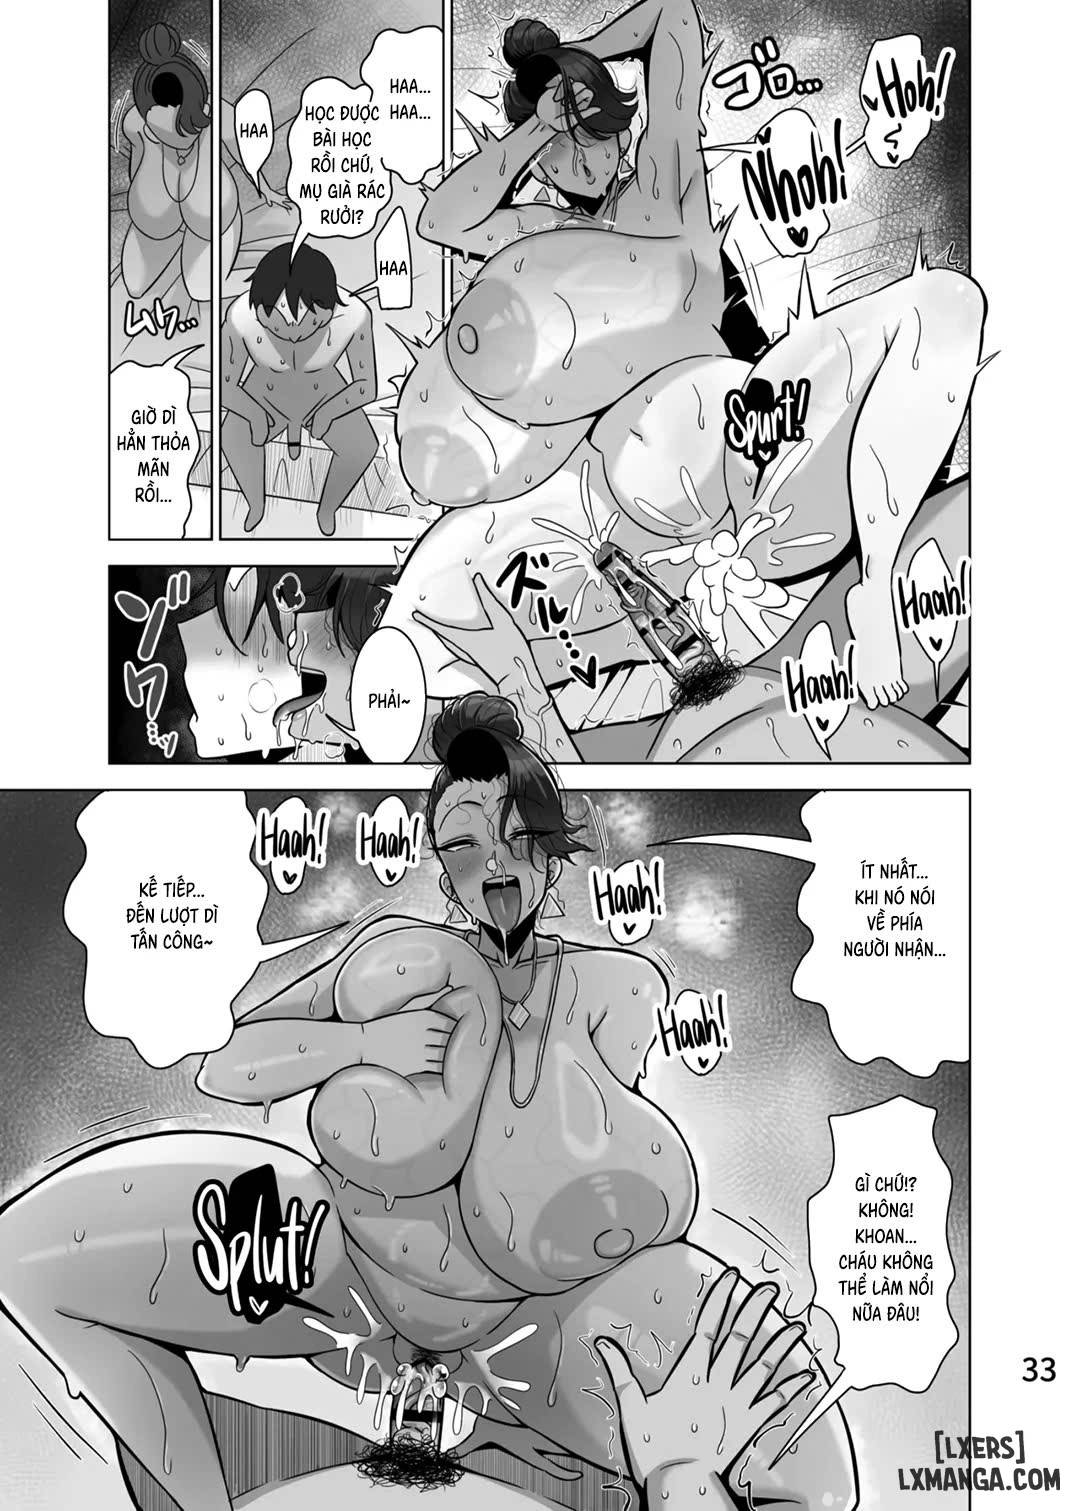 ゴロ...
Hoh!
Nhoh!
HAA...
HAA...
HỌC ĐƯỢC
BÀI HỌC
RỒI CHỨ,
MỤ GIÀ RÁC
RƯỞI?
HAA
HAA
ムク...
GIỜ DÌ
HẲN THỎA
MÃN
RỒI...
Spurt!
ズル...
Haah!
Haah!
PHẢI~
Haah!
Haah!
Haah!
Haah!
ÍT NHẤT...
KHI NÓ NÓI
VỀ PHÍA
NGƯỜI NHẬN...
KẾ TIẾP...
ĐẾN LƯỢT DÌ
TẤN CÔNG~
Splut!
GÌ CHỨ!?
KHÔNG!
KHOAN...
CHÁU KHÔNG
THỂ LÀM NỔI
NỮA ĐÂU!
33
[LXERS]
LXMANGA.COM